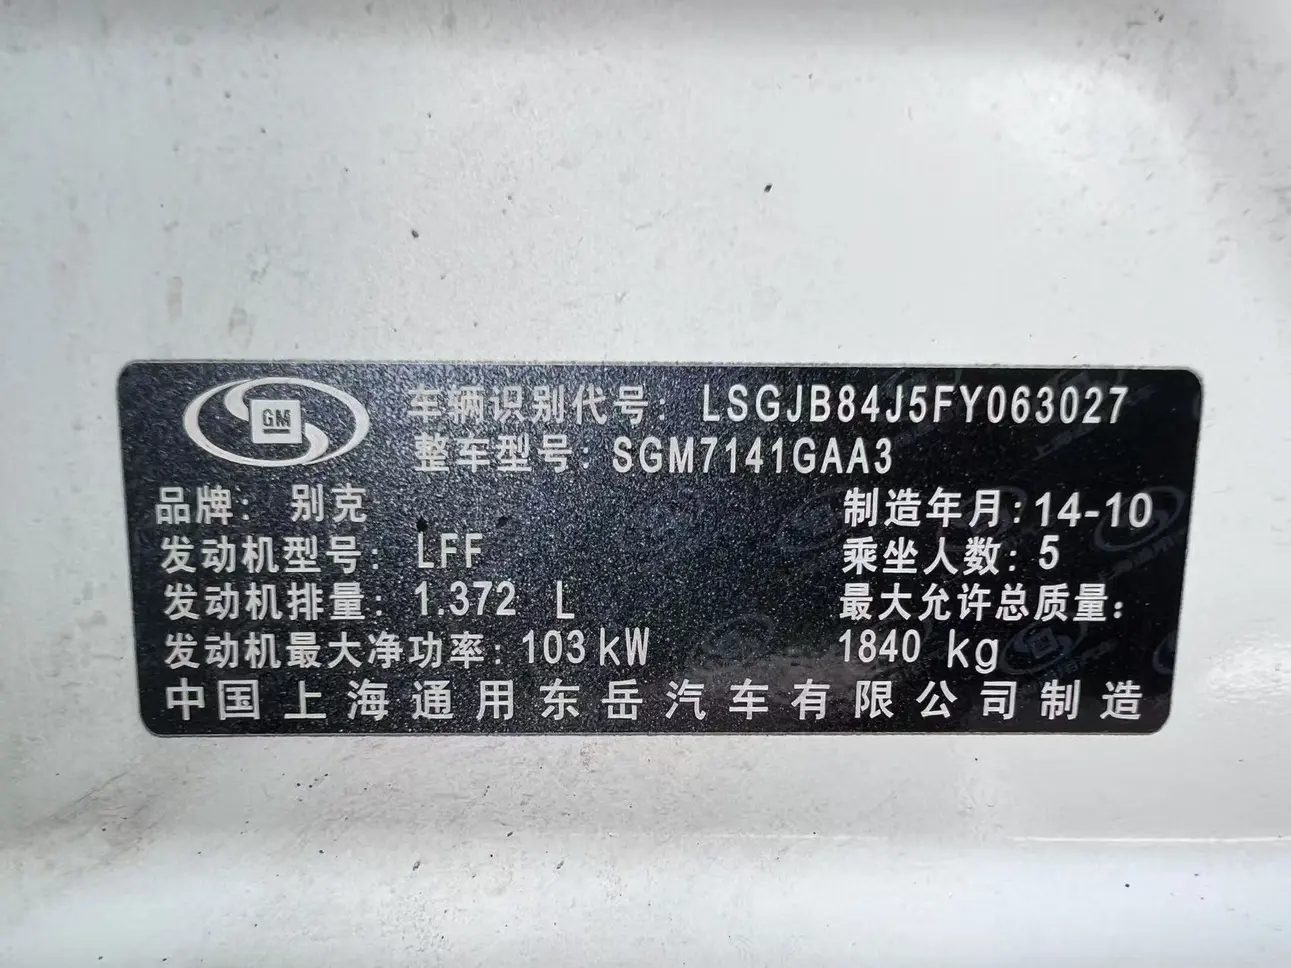 GM
车辆识别代号: LSGJB84J5FY063027
整车型号: SGM7141GAA3
品牌: 别克
制造年月: 14-10
发动机型号: LFF
乘坐人数: 5
发动机排量: 1.372 L
最大允许总质量:
发动机最大净功率: 103 kW
1840 kg
中国上海通用东岳汽车有限公司制造